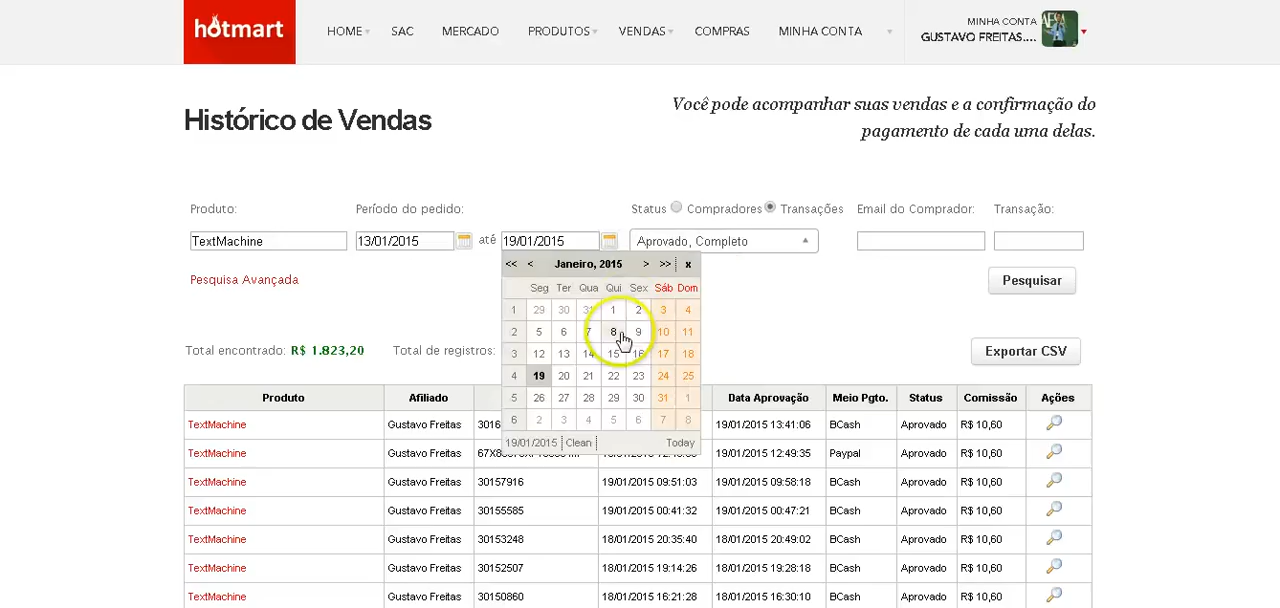 hotmart
HOME SAC MERCADO PRODUTOS VENDAS COMPRAS MINHA CONTA
MINHA CONTA
GUSTAVO FREITAS....
Histórico de Vendas
Você pode acompanhar suas vendas e a confirmação do
pagamento de cada uma delas.
Produto: Período do pedido: Status Compradores Transações Email do Comprador: Transação:
TextMachine 13/01/2015 até 19/01/2015 Aprovado, Completo
Pesquisa Avançada Pesquisar
<< < Janeiro, 2015 > >> x
Seg Ter Qua Qui Sex Sáb Dom
1 29 30 31 1 2 3 4
2 5 6 7 8 9 10 11
3 12 13 14 15 16 17 18
4 19 20 21 22 23 24 25
5 26 27 28 29 30 31 1
6 2 3 4 5 6 7 8
19/01/2015 Clean Today
Total encontrado: R$ 1.823,20 Total de registros: Exportar CSV
Produto Afiliado Data Aprovação Meio Pgto. Status Comissão Ações
TextMachine Gustavo Freitas 19/01/2015 13:41:06 BCash Aprovado R$ 10,60
TextMachine Gustavo Freitas 19/01/2015 12:49:35 Paypal Aprovado R$ 10,60
TextMachine Gustavo Freitas 30157916 19/01/2015 09:51:03 19/01/2015 09:58:18 BCash Aprovado R$ 10,60
TextMachine Gustavo Freitas 30155585 19/01/2015 00:41:32 19/01/2015 00:47:21 BCash Aprovado R$ 10,60
TextMachine Gustavo Freitas 30153248 18/01/2015 20:35:40 18/01/2015 20:49:02 BCash Aprovado R$ 10,60
TextMachine Gustavo Freitas 30152507 18/01/2015 19:14:26 18/01/2015 19:28:18 BCash Aprovado R$ 10,60
TextMachine Gustavo Freitas 30150860 18/01/2015 16:21:28 18/01/2015 16:30:10 BCash Aprovado R$ 10,60